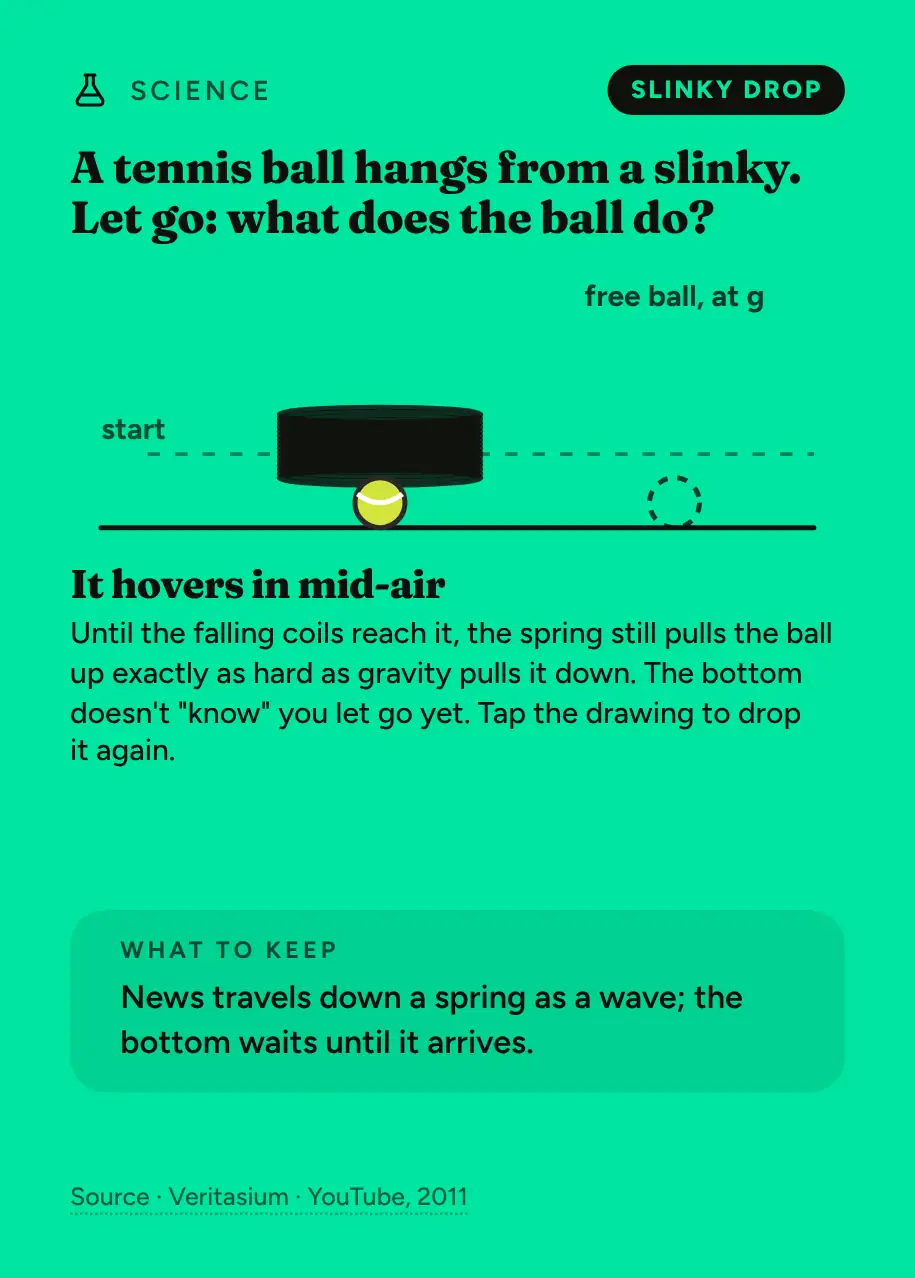 SCIENCE
SLINKY DROP
A tennis ball hangs from a slinky.
Let go: what does the ball do?
free ball, at g
start
It hovers in mid-air
Until the falling coils reach it, the spring still pulls the ball
up exactly as hard as gravity pulls it down. The bottom
doesn't "know" you let go yet. Tap the drawing to drop
it again.
WHAT TO KEEP
News travels down a spring as a wave; the
bottom waits until it arrives.
Source · Veritasium · YouTube, 2011